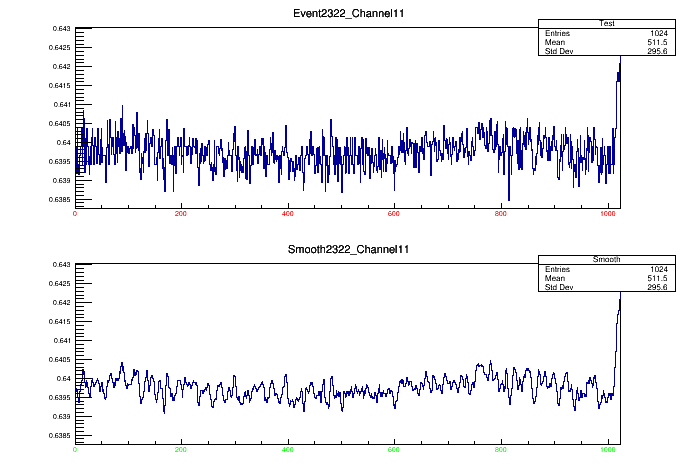 Event2322_Channel11
Test
Entries 1024
Mean 511.5
Std Dev 295.6
0.643
0.6425
0.642
0.6415
0.641
0.6405
0.64
0.6395
0.639
0.6385
0 200 400 600 800 1000
Smooth2322_Channel11
Smooth
Entries 1024
Mean 511.5
Std Dev 295.6
0.643
0.6425
0.642
0.6415
0.641
0.6405
0.64
0.6395
0.639
0.6385
0 200 400 600 800 1000